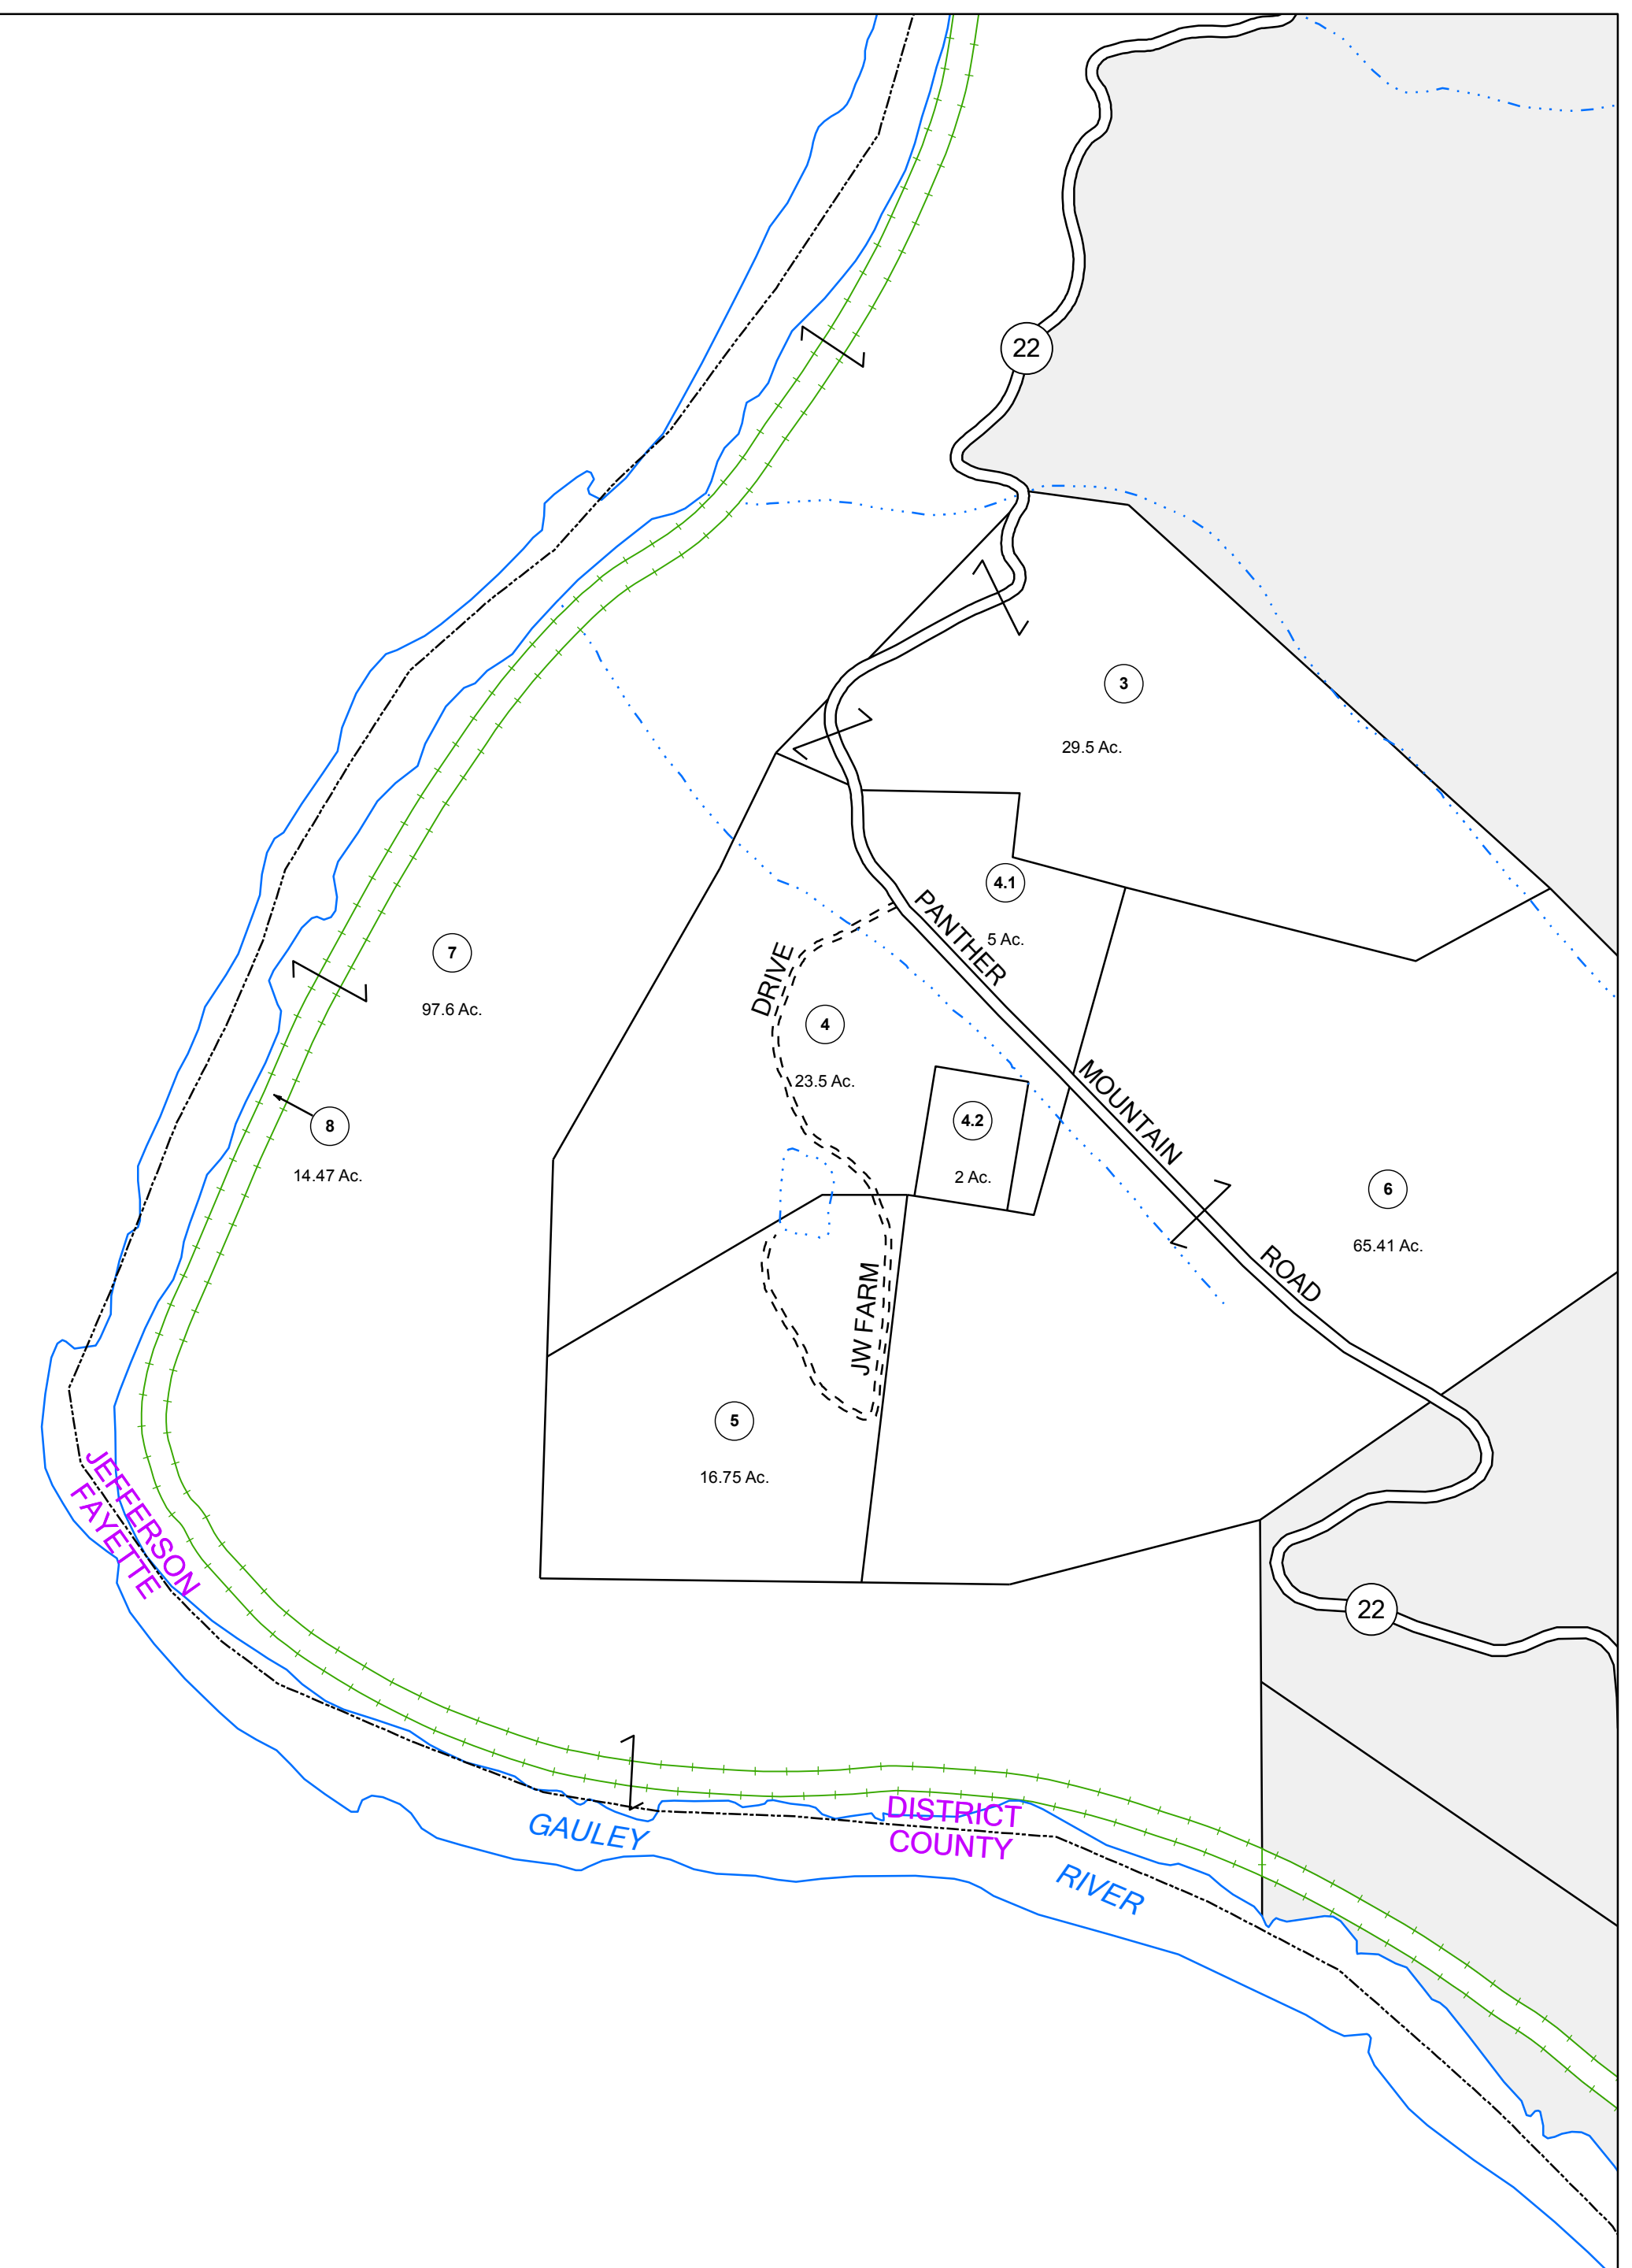 22
3
29.5 Ac.
4.1
5 Ac.
PANTHER
MOUNTAIN
ROAD
7
97.6 Ac.
DRIVE
4
23.5 Ac.
4.2
2 Ac.
8
14.47 Ac.
6
65.41 Ac.
JW FARM
5
16.75 Ac.
JEFFERSON
FAYETTE
22
DISTRICT
COUNTY
GAULEY
RIVER